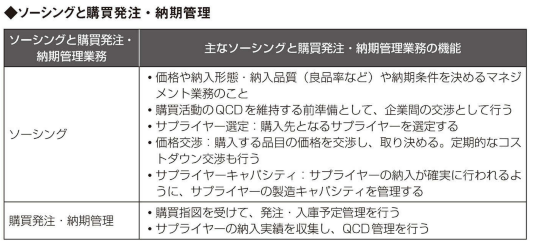 ◆ソーシングと購買発注・納期管理
ソーシングと購買発注・
納期管理業務
主なソーシングと購買発注・納期管理業務の機能
ソーシング
・価格や納入形態・納入品質（良品率など）や納期条件を決めるマネジ
メント業務のこと
・購買活動のQCDを維持する前準備として、企業間の交渉として行う
・サプライヤー選定：購入先となるサプライヤーを選定する
・価格交渉：購入する品目の価格を交渉し、取り決める。定期的なコス
トダウン交渉も行う
・サプライヤーキャパシティ：サプライヤーの納入が確実に行われるよ
うに、サプライヤーの製造キャパシティを管理する
購買発注・納期管理
・購買指図を受けて、発注・入庫予定管理を行う
・サプライヤーの納入実績を収集し、QCD管理を行う